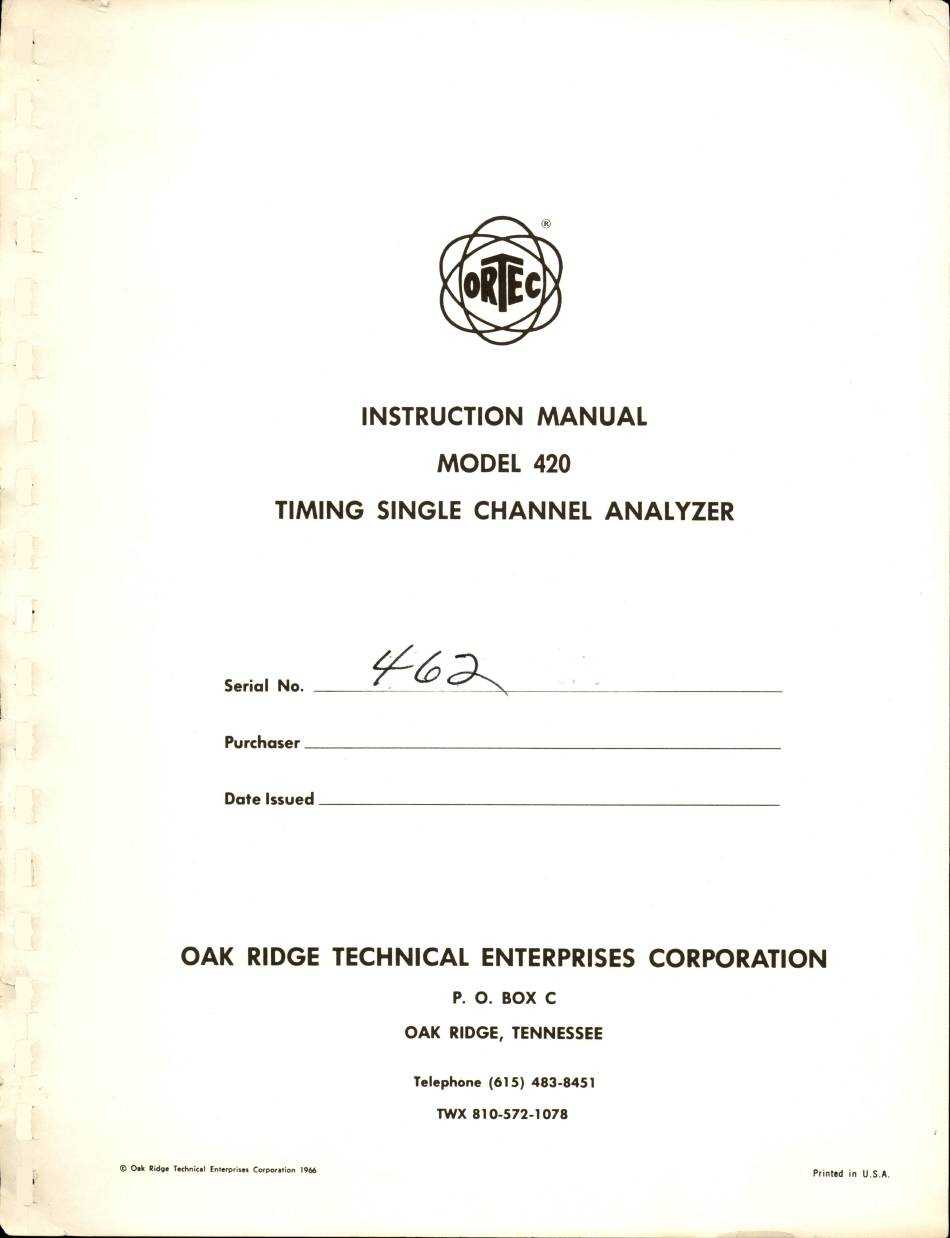 ORTEC ®
INSTRUCTION MANUAL
MODEL 420
TIMING SINGLE CHANNEL ANALYZER
Serial No. 462
Purchaser
Date Issued
OAK RIDGE TECHNICAL ENTERPRISES CORPORATION
P. O. BOX C
OAK RIDGE, TENNESSEE
Telephone (615) 483-8451
TWX 810-572-1078
© Oak Ridge Technical Enterprises Corporation 1966
Printed in U.S.A.